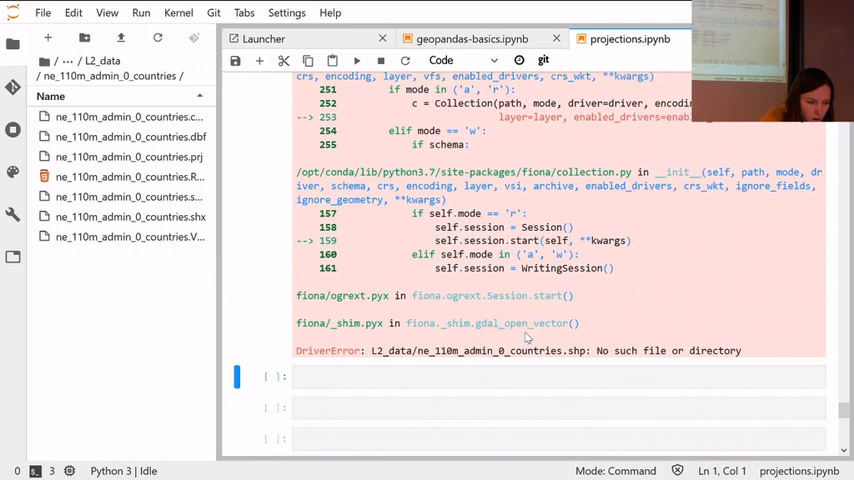 File Edit View Run Kernel Git Tabs Settings Help
Launcher
geopandas-basics.ipynb
projections.ipynb
Code
git
/ ··· / L2_data
/ ne_110m_admin_0_countries /
Name
ne_110m_admin_0_countries.c...
ne_110m_admin_0_countries.dbf
ne_110m_admin_0_countries.prj
ne_110m_admin_0_countries.R...
ne_110m_admin_0_countries.s...
ne_110m_admin_0_countries.shx
ne_110m_admin_0_countries.V...
crs, encoding, layer, vfs, enabled_drivers, crs_wkt, **kwargs)
251 if mode in ('a', 'r'):
252 c = Collection(path, mode, driver=driver, encoding
--> 253 layer=layer, enabled_drivers=enab
254 elif mode == 'w':
255 if schema:
/opt/conda/lib/python3.7/site-packages/fiona/collection.py in __init__(self, path, mode, dr
iver, schema, crs, encoding, layer, vsi, archive, enabled_drivers, crs_wkt, ignore_fields,
ignore_geometry, **kwargs)
157 if self.mode == 'r':
158 self.session = Session()
--> 159 self.session.start(self, **kwargs)
160 elif self.mode in ('a', 'w'):
161 self.session = WritingSession()
fiona/ogrext.pyx in fiona.ogrext.Session.start()
fiona/_shim.pyx in fiona._shim.gdal_open_vector()
DriverError: L2_data/ne_110m_admin_0_countries.shp: No such file or directory
[ ]:
[ ]:
[ ]:
0 3 Python 3 | Idle
Mode: Command
Ln 1, Col 1
projections.ipynb